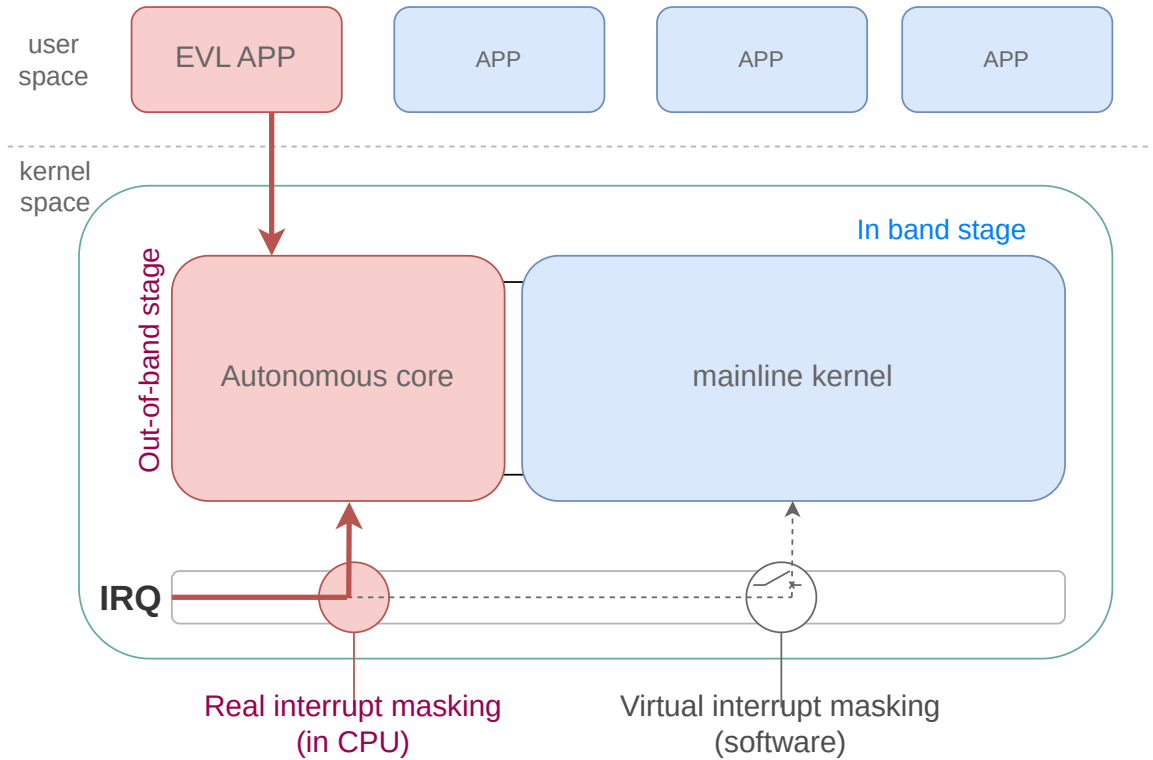 user
space
EVL APP
APP
APP
APP
kernel
space
In band stage
Out-of-band stage
Autonomous core
mainline kernel
IRQ
Real interrupt masking
(in CPU)
Virtual interrupt masking
(software)